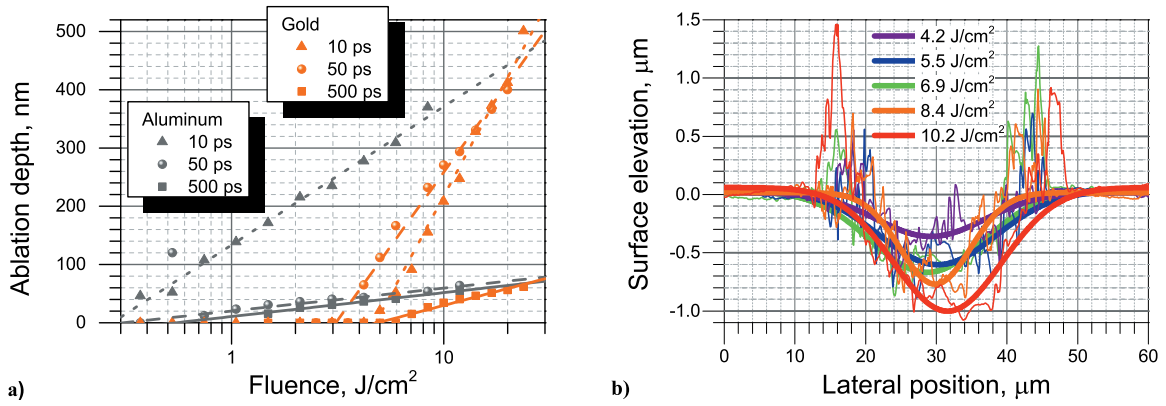 500
400
300
200
100
0
Ablation depth, nm
1
10
Fluence, J/cm²
Gold
10 ps
50 ps
500 ps
Aluminum
10 ps
50 ps
500 ps
a)
1.5
1.0
0.5
0.0
-0.5
-1.0
Surface elevation, μm
4.2 J/cm²
5.5 J/cm²
6.9 J/cm²
8.4 J/cm²
10.2 J/cm²
0
10
20
30
40
50
60
Lateral position, μm
b)